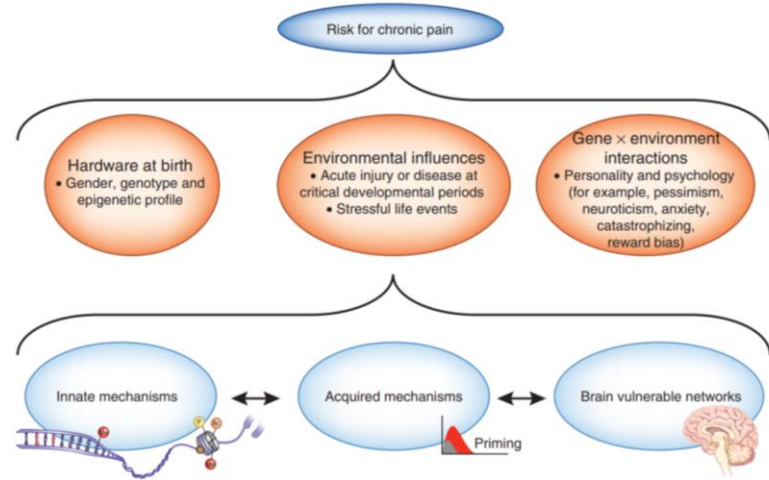 Risk for chronic pain
Hardware at birth
• Gender, genotype and
epigenetic profile
Environmental influences
• Acute injury or disease at
critical developmental periods
• Stressful life events
Gene × environment
interactions
• Personality and psychology
(for example, pessimism,
neuroticism, anxiety,
catastrophizing,
reward bias)
Innate mechanisms
Acquired mechanisms
Priming
Brain vulnerable networks